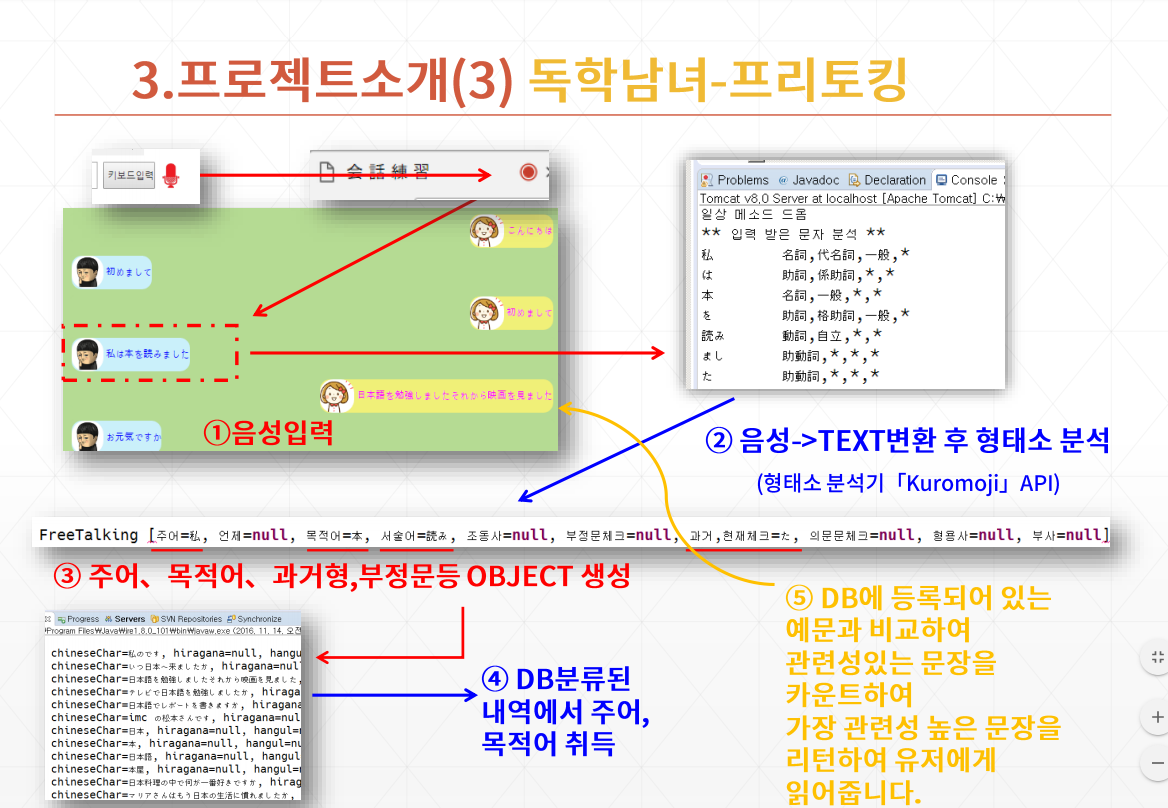 3.프로젝트소개(3) 독학남녀-프리토킹
키보드입력
会話練習
こんにちは
初めまして
初めまして
私は本を読みました
日本語を勉強しましたそれから映画を見ました
お元気ですか
①음성입력
Problems @ Javadoc Declaration Console
Tomcat v8.0 Server at localhost [Apache Tomcat] C:₩
일상 메소드 드롬
** 입력 받은 문자 분석 **
私 名詞,代名詞,一般,*
は 助詞,係助詞,*,*
本 名詞,一般,*,*
を 助詞,格助詞,一般,*
読み 動詞,自立,*,*
まし 助動詞,*,*,*
た 助動詞,*,*,*
② 음성->TEXT변환 후 형태소 분석
(형태소 분석기「Kuromoji」API)
FreeTalking [주어=私, 언제=null, 목적어=本, 서술어=読み, 조동사=null, 부정문체크=null, 과거,현재체크=た, 의문문체크=null, 형용사=null, 부사=null]
③ 주어、목적어、과거형,부정문등 OBJECT 생성
Progress Servers SVN Repositories Synchronize
Program Files₩Java₩jre1.8.0_101₩bin₩javaw.exe (2016. 11. 14. 오전
chineseChar=私のです, hiragana=null, hangu
chineseChar=いつ日本へ来ましたか, hiragana=nul
chineseChar=日本語を勉強しましたそれから映画を見ました,
chineseChar=テレビで日本語を勉強しましたか, hiraga
chineseChar=日本語でレポートを書きますか, hiragana
chineseChar=imc の松本さんです, hiragana=nul
chineseChar=日本, hiragana=null, hangul=n
chineseChar=本, hiragana=null, hangul=nu
chineseChar=日本語, hiragana=null, hangul
chineseChar=本屋, hiragana=null, hangul=n
chineseChar=日本料理の中で何が一番好きですか, hirag
chineseChar=マリアさんはもう日本の生活に慣れましたか,
④ DB분류된
내역에서 주어,
목적어 취득
⑤ DB에 등록되어 있는
예문과 비교하여
관련성있는 문장을
카운트하여
가장 관련성 높은 문장을
리턴하여 유저에게
읽어줍니다.